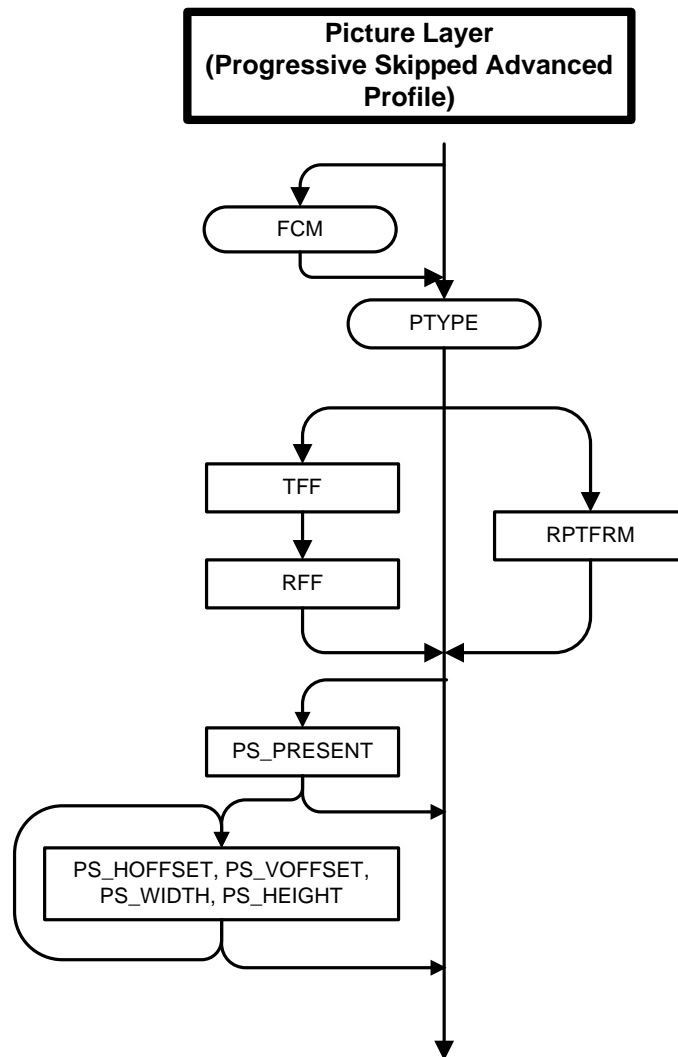 Picture Layer
(Progressive Skipped Advanced
Profile)
FCM
PTYPE
TFF
RPTFRM
RFF
PS_PRESENT
PS_HOFFSET, PS_VOFFSET,
PS_WIDTH, PS_HEIGHT